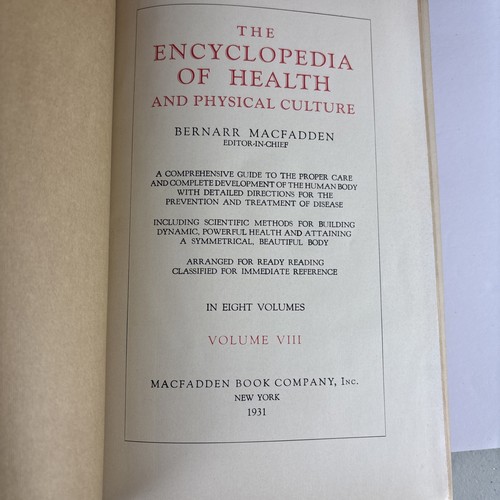 THE
ENCYCLOPEDIA
OF HEALTH
AND PHYSICAL CULTURE
BERNARR MACFADDEN
EDITOR-IN-CHIEF
A COMPREHENSIVE GUIDE TO THE PROPER CARE
AND COMPLETE DEVELOPMENT OF THE HUMAN BODY
WITH DETAILED DIRECTIONS FOR THE
PREVENTION AND TREATMENT OF DISEASE
INCLUDING SCIENTIFIC METHODS FOR BUILDING
DYNAMIC, POWERFUL HEALTH AND ATTAINING
A SYMMETRICAL, BEAUTIFUL BODY
ARRANGED FOR READY READING
CLASSIFIED FOR IMMEDIATE REFERENCE
IN EIGHT VOLUMES
VOLUME VIII
MACFADDEN BOOK COMPANY, INC.
NEW YORK
1931